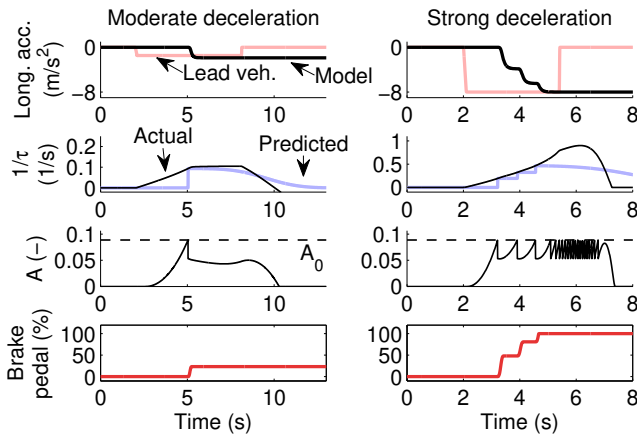 Moderate deceleration
Strong deceleration
Long. acc.
(m/s²)
0
−8
Lead veh.
Model
0 5 10
0
−8
0 2 4 6 8
1/τ
(1/s)
0.2
0.1
0
Actual
Predicted
0 5 10
1
0.5
0
0 2 4 6 8
A (−)
0.1
0.05
0
A₀
0 5 10
0.1
0.05
0
0 2 4 6 8
Brake
pedal (%)
100
50
0
0 5 10
Time (s)
100
50
0
0 2 4 6 8
Time (s)